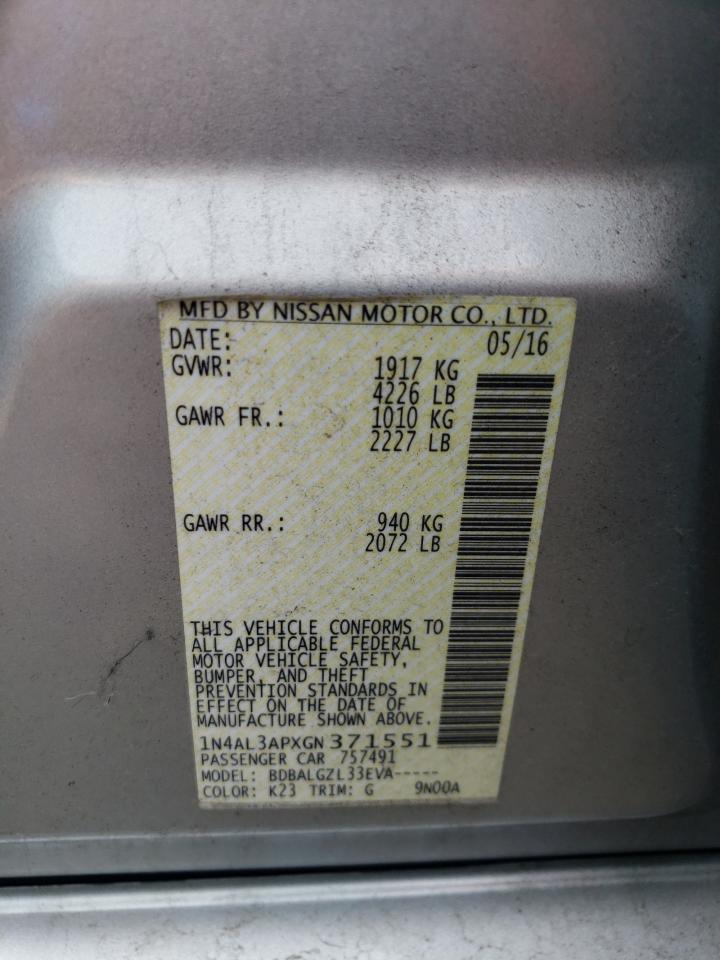 MFD BY NISSAN MOTOR CO., LTD.
DATE: 05/16
GVWR: 1917 KG
4226 LB
GAWR FR.: 1010 KG
2227 LB
GAWR RR.: 940 KG
2072 LB
THIS VEHICLE CONFORMS TO
ALL APPLICABLE FEDERAL
MOTOR VEHICLE SAFETY,
BUMPER, AND THEFT
PREVENTION STANDARDS IN
EFFECT ON THE DATE OF
MANUFACTURE SHOWN ABOVE.
1N4AL3APXGN371551
PASSENGER CAR 757491
MODEL: BDBALGZL33EVA-----
COLOR: K23 TRIM: G 9N00A